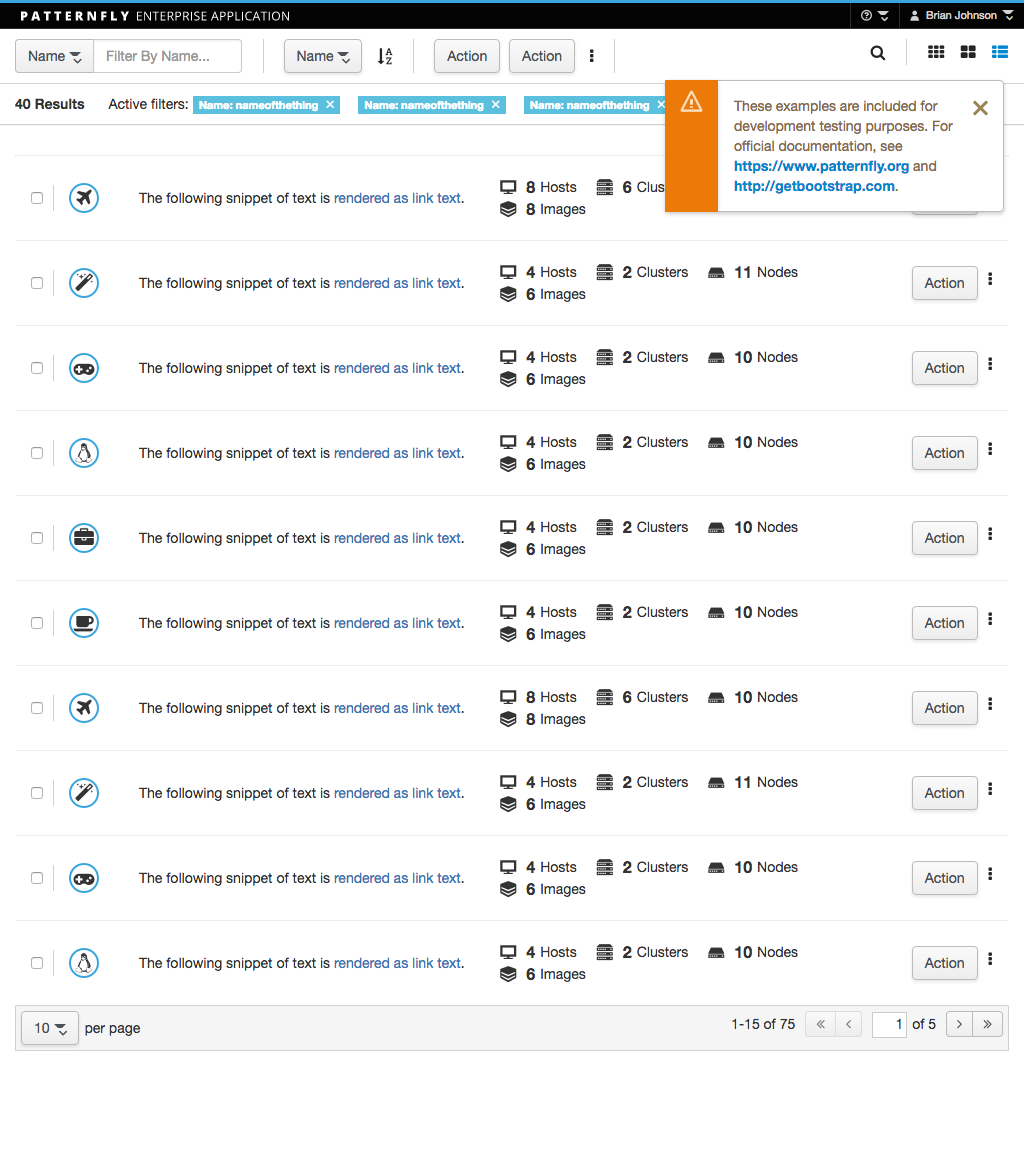 PATTERNFLY ENTERPRISE APPLICATION
Brian Johnson
Name Filter By Name... Name Action Action
40 Results Active filters: Name: nameofthething Name: nameofthething Name: nameofthething
These examples are included for
development testing purposes. For
official documentation, see
https://www.patternfly.org and
http://getbootstrap.com.
The following snippet of text is rendered as link text.
8 Hosts 6 Clus
8 Images
The following snippet of text is rendered as link text.
4 Hosts 2 Clusters 11 Nodes
6 Images
Action
The following snippet of text is rendered as link text.
4 Hosts 2 Clusters 10 Nodes
6 Images
Action
The following snippet of text is rendered as link text.
4 Hosts 2 Clusters 10 Nodes
6 Images
Action
The following snippet of text is rendered as link text.
4 Hosts 2 Clusters 10 Nodes
6 Images
Action
The following snippet of text is rendered as link text.
4 Hosts 2 Clusters 10 Nodes
6 Images
Action
The following snippet of text is rendered as link text.
8 Hosts 6 Clusters 10 Nodes
8 Images
Action
The following snippet of text is rendered as link text.
4 Hosts 2 Clusters 11 Nodes
6 Images
Action
The following snippet of text is rendered as link text.
4 Hosts 2 Clusters 10 Nodes
6 Images
Action
The following snippet of text is rendered as link text.
4 Hosts 2 Clusters 10 Nodes
6 Images
Action
10 per page 1-15 of 75 1 of 5